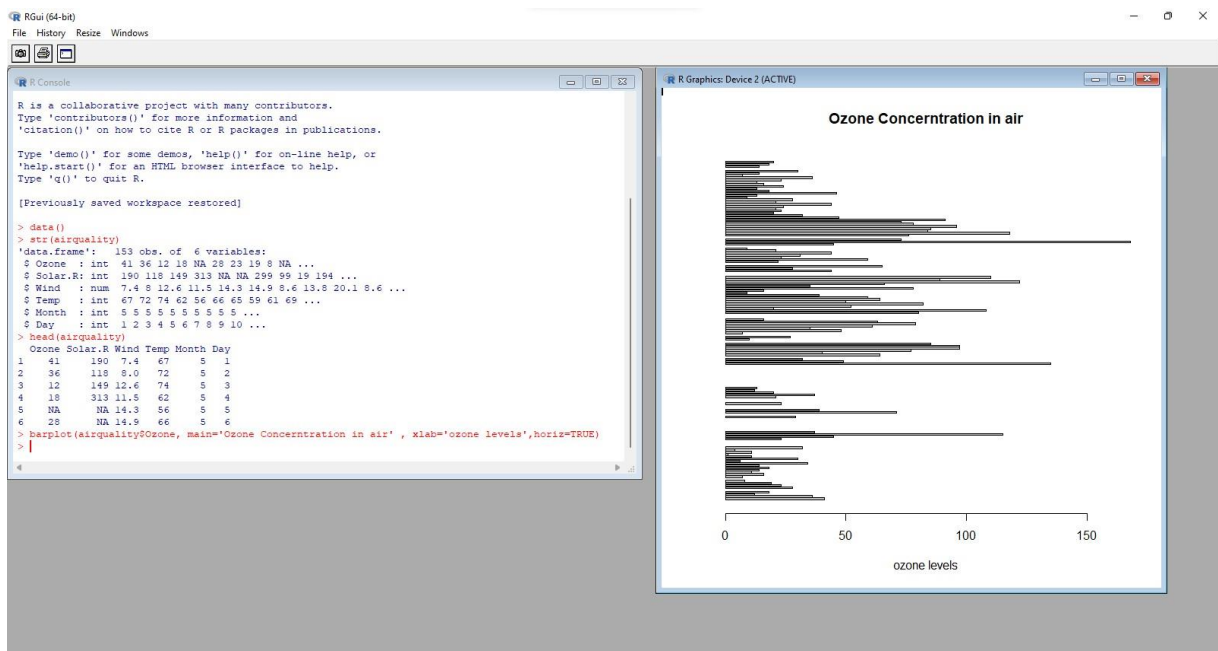 RGui (64-bit)
File History Resize Windows
R Console
R is a collaborative project with many contributors.
Type 'contributors()' for more information and
'citation()' on how to cite R or R packages in publications.
Type 'demo()' for some demos, 'help()' for on-line help, or
'help.start()' for an HTML browser interface to help.
Type 'q()' to quit R.
[Previously saved workspace restored]
> data()
> str(airquality)
'data.frame':   153 obs. of  6 variables:
 $ Ozone  : int  41 36 12 18 NA 28 23 19 8 NA ...
 $ Solar.R: int  190 118 149 313 NA NA 299 99 19 194 ...
 $ Wind   : num  7.4 8 12.6 11.5 14.3 14.9 8.6 13.8 20.1 8.6 ...
 $ Temp   : int  67 72 74 62 56 66 65 59 61 69 ...
 $ Month  : int  5 5 5 5 5 5 5 5 5 5 ...
 $ Day    : int  1 2 3 4 5 6 7 8 9 10 ...
> head(airquality)
  Ozone Solar.R Wind Temp Month Day
1    41     190  7.4   67     5   1
2    36     118  8.0   72     5   2
3    12     149 12.6   74     5   3
4    18     313 11.5   62     5   4
5    NA      NA 14.3   56     5   5
6    28      NA 14.9   66     5   6
> barplot(airquality$Ozone, main='Ozone Concerntration in air' , xlab='ozone levels',horiz=TRUE)
>
R Graphics: Device 2 (ACTIVE)
Ozone Concerntration in air
0 50 100 150
ozone levels